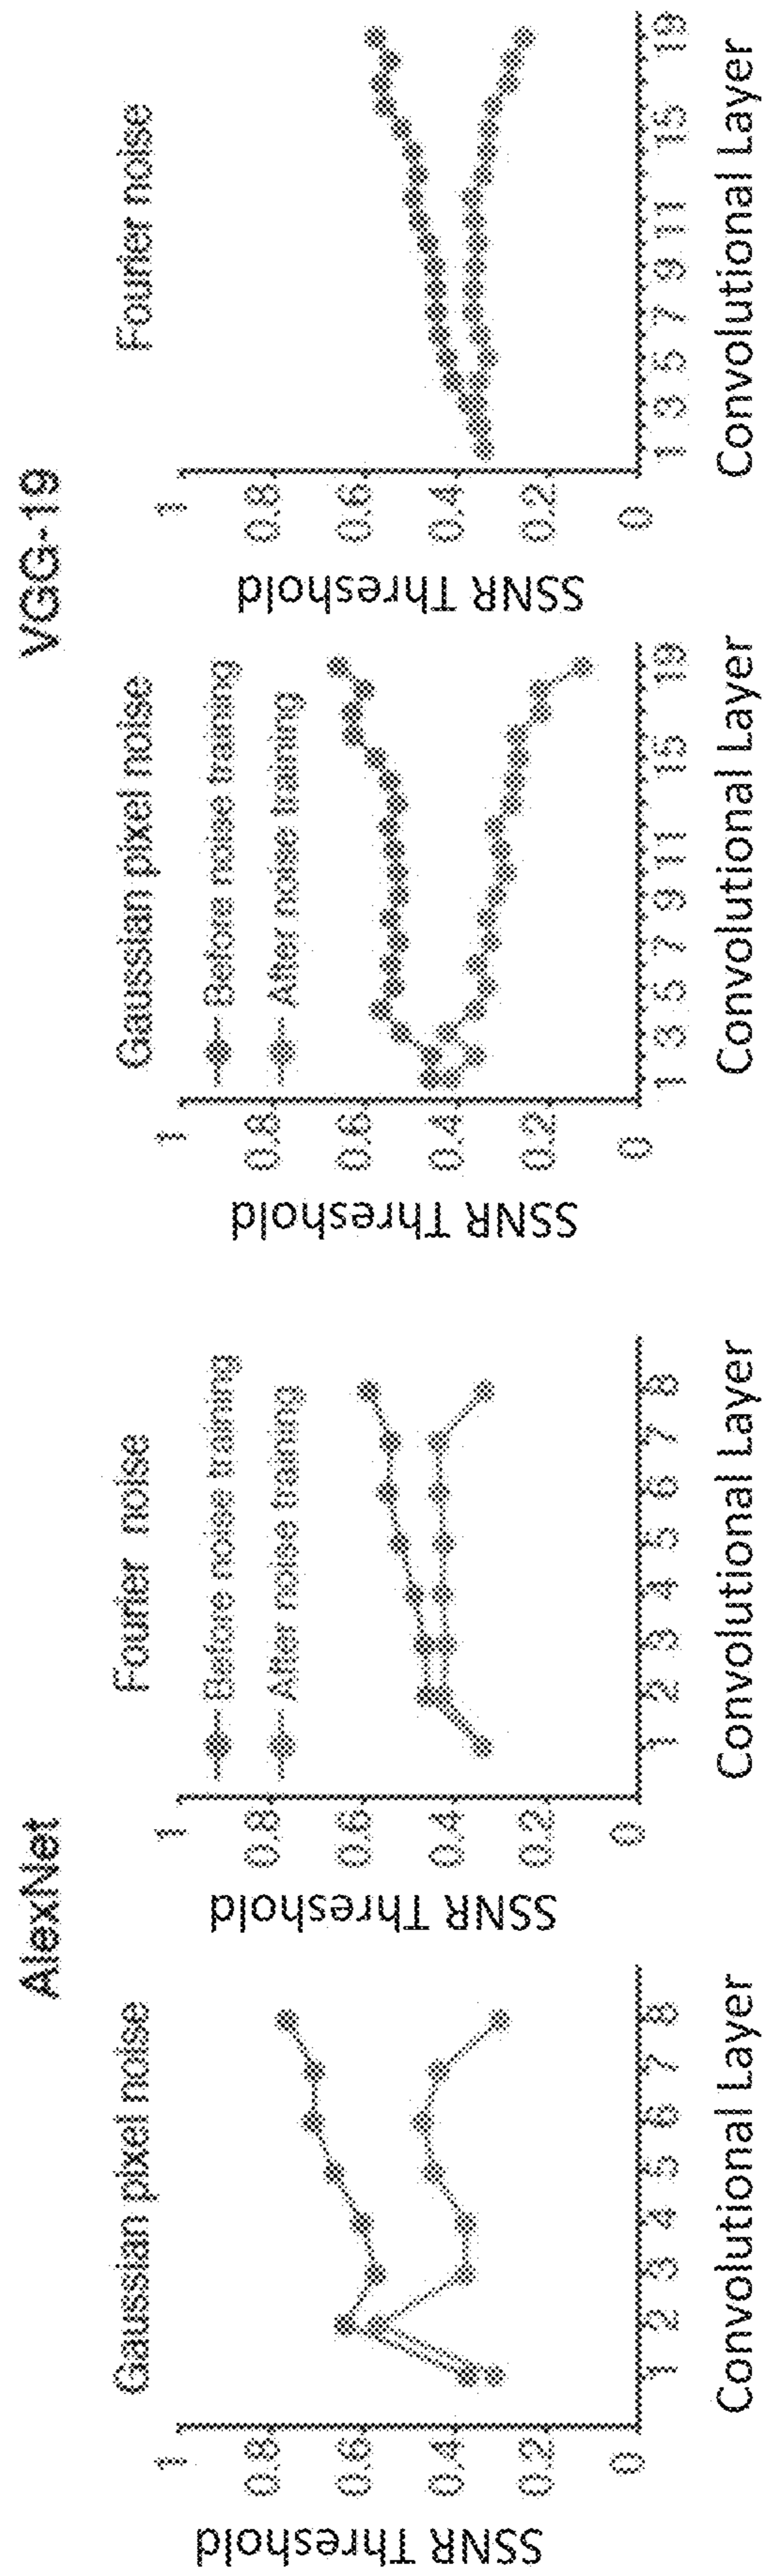 AlexNet
Gaussian pixel noise
SSNR Threshold
1
0.8
0.6
0.4
0.2
0
1 2 3 4 5 6 7 8
Convolutional Layer
Fourier noise
Before noise training
After noise training
SSNR Threshold
1
0.8
0.6
0.4
0.2
0
1 2 3 4 5 6 7 8
Convolutional Layer
VGG-19
Gaussian pixel noise
Before noise training
After noise training
SSNR Threshold
1
0.8
0.6
0.4
0.2
0
1 3 5 7 9 11 15 19
Convolutional Layer
Fourier noise
SSNR Threshold
1
0.8
0.6
0.4
0.2
0
1 3 5 7 9 11 15 19
Convolutional Layer